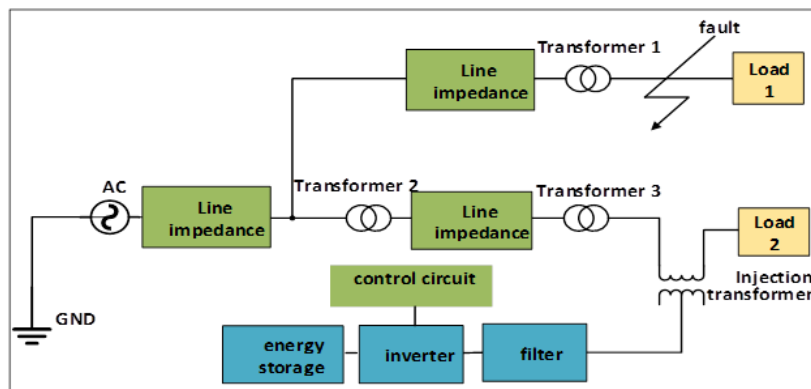 fault
Transformer 1
Line
impedance
Load
1
AC
Line
impedance
Transformer 2
Line
impedance
Transformer 3
Load
2
Injection
transformer
control circuit
GND
energy
storage
inverter
filter